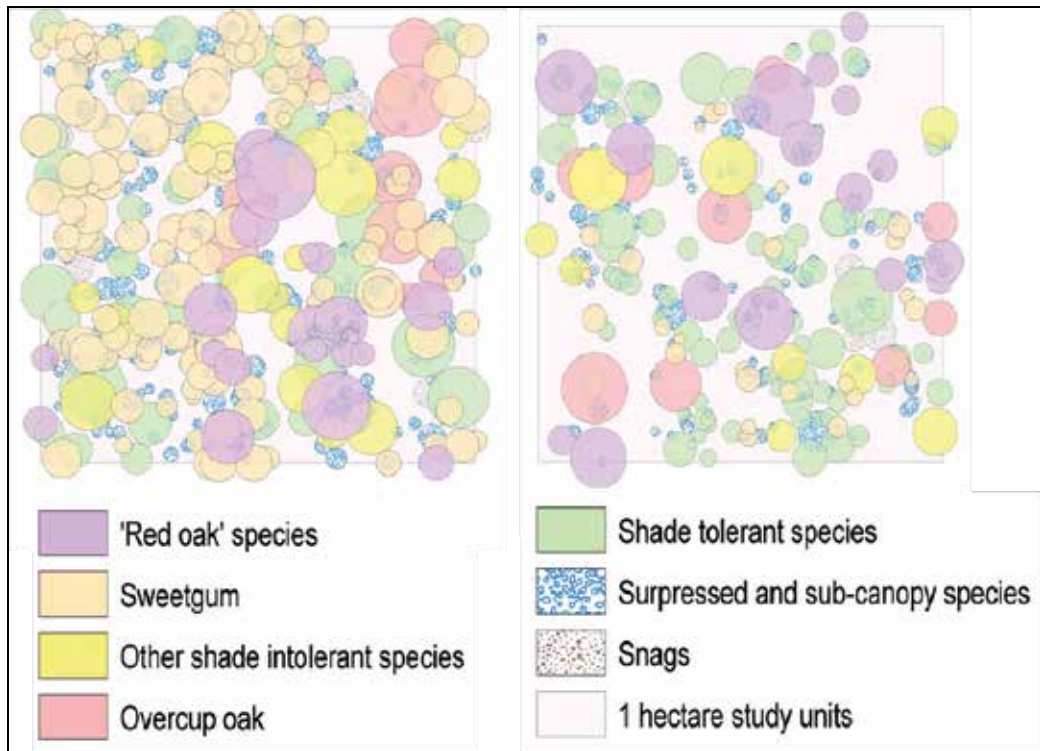 'Red oak' species
Sweetgum
Other shade intolerant species
Overcup oak
Shade tolerant species
Surpressed and sub-canopy species
Snags
1 hectare study units